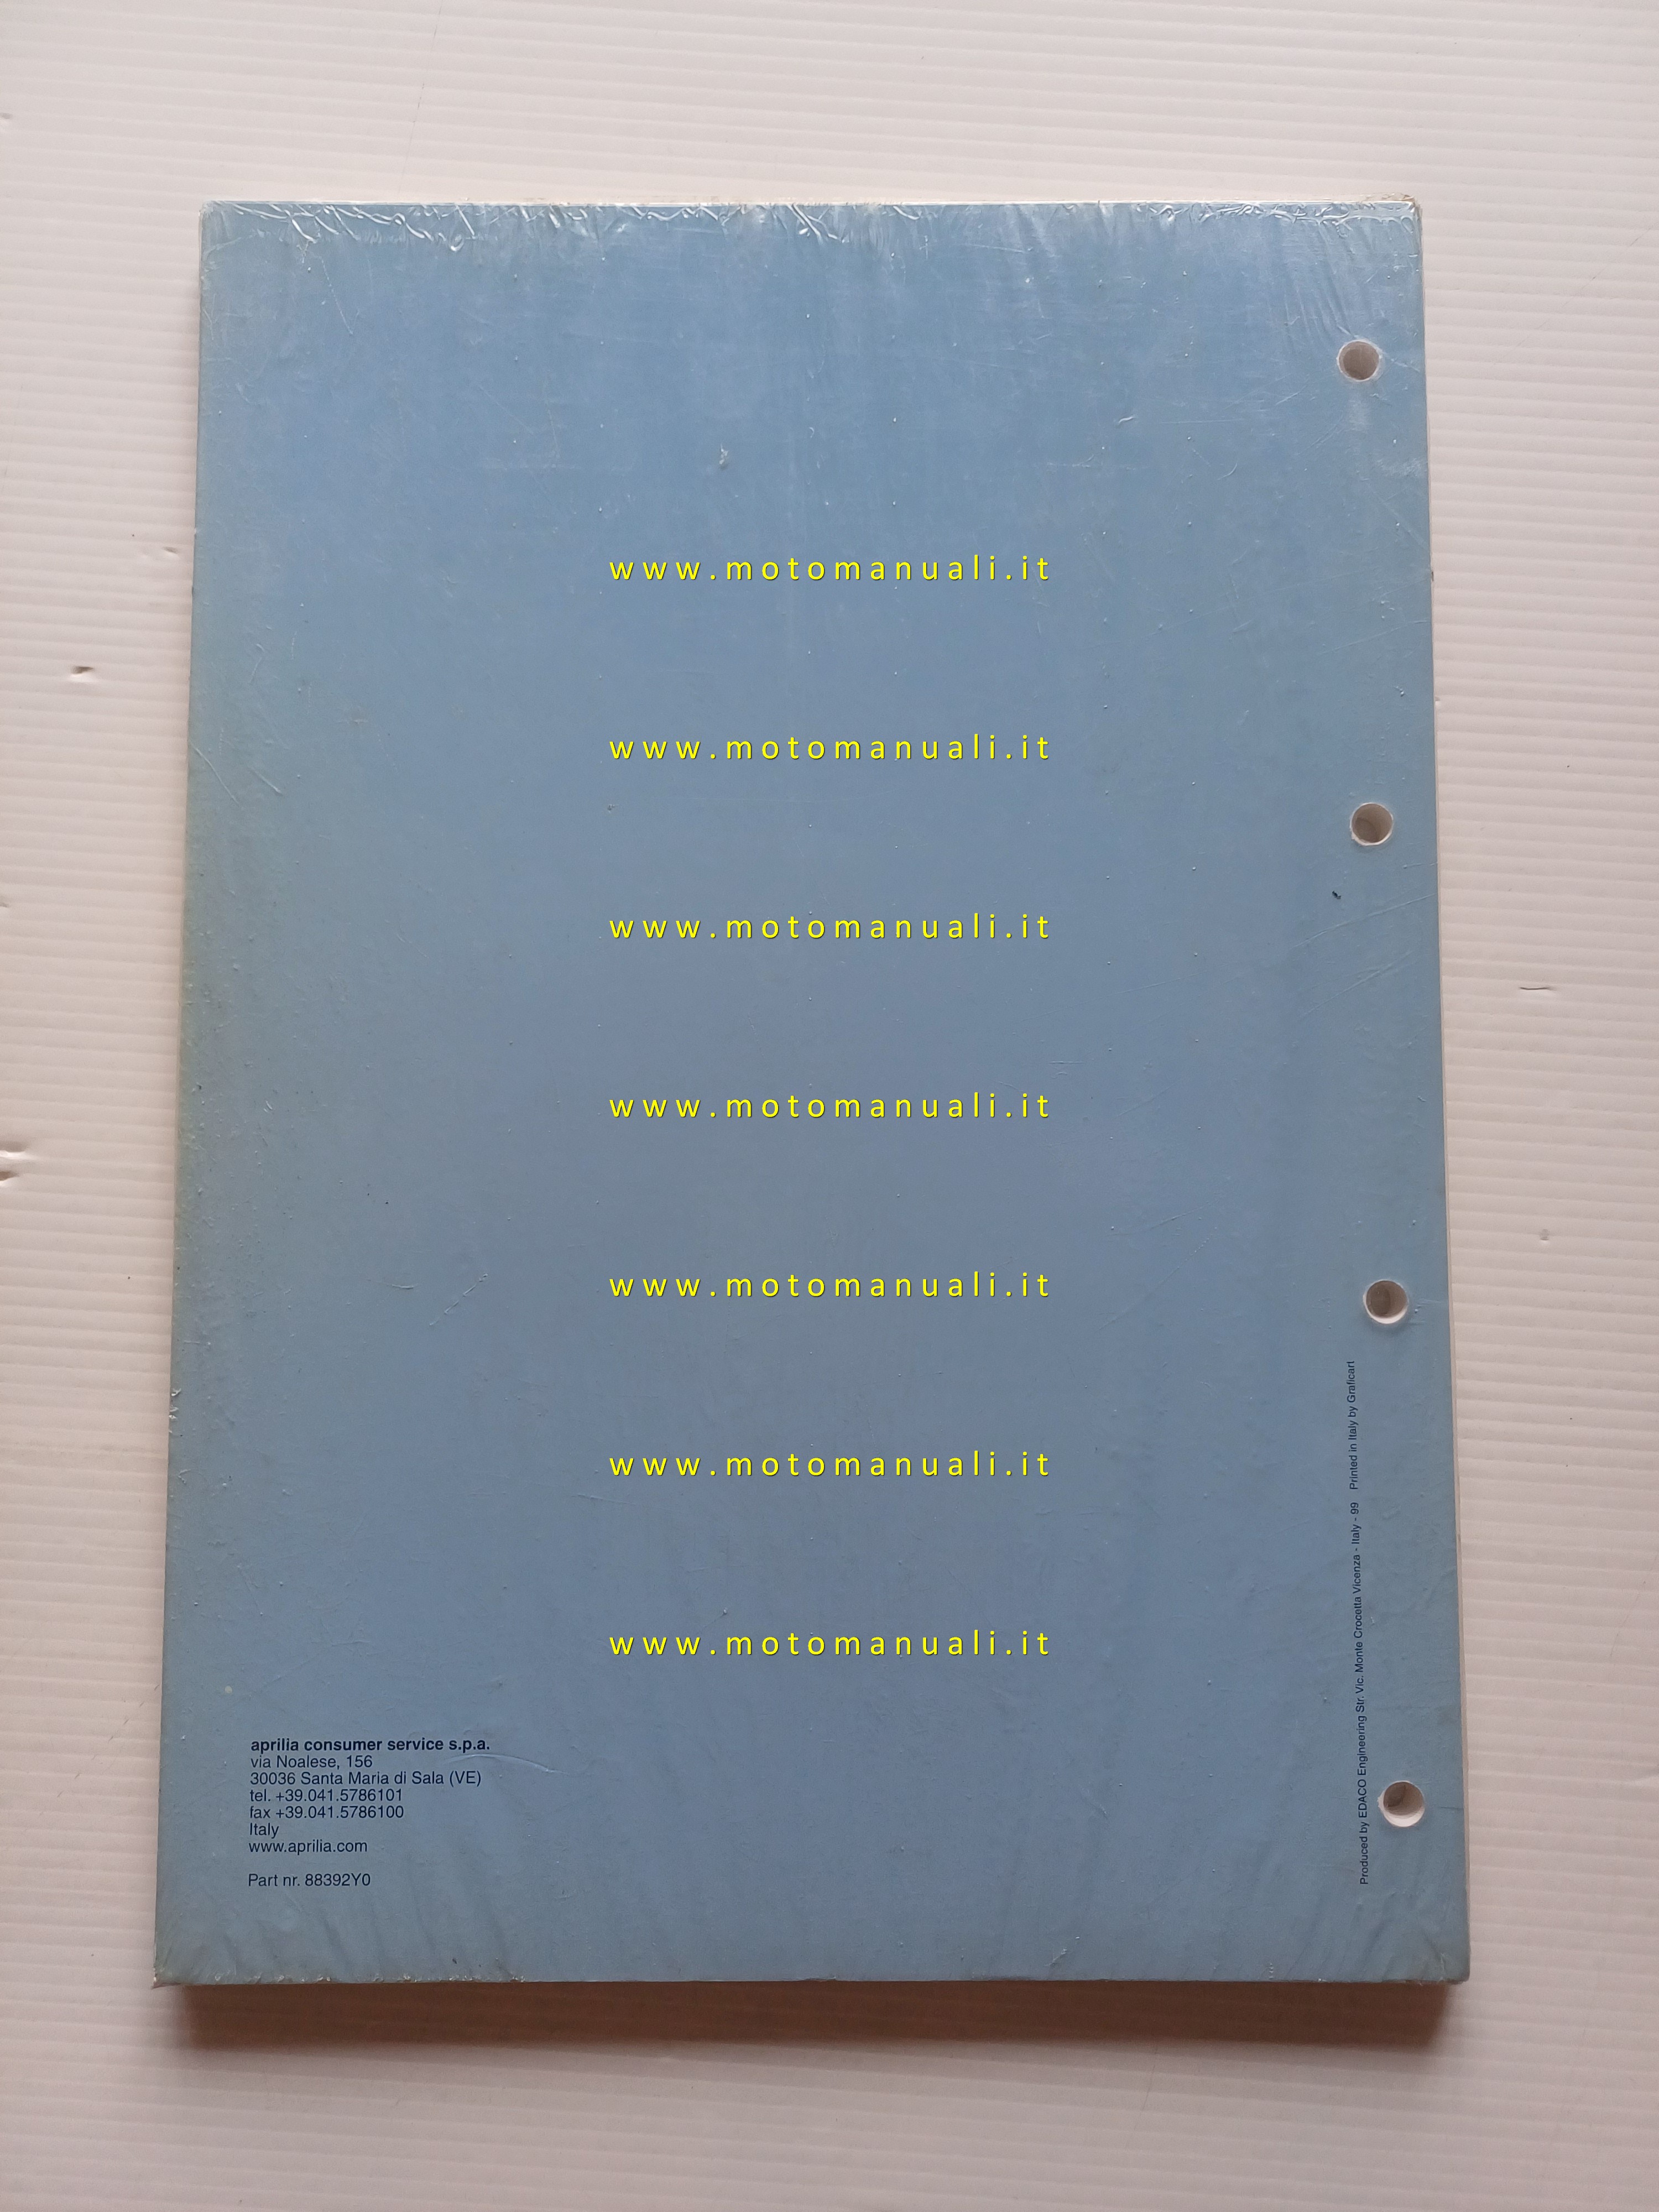 www.motomanuali.it
www.motomanuali.it
www.motomanuali.it
www.motomanuali.it
www.motomanuali.it
www.motomanuali.it
www.motomanuali.it
aprilia consumer service s.p.a.
via Noalese, 156
30036 Santa Maria di Sala (VE)
tel. +39.041.5786101
fax +39.041.5786100
Italy
www.aprilia.com
Part nr. 88392Y0
Produced by EDACO Engineering Str. Vic. Monte Crocetta Vicenza - Italy - 99 Printed in Italy by Graficart